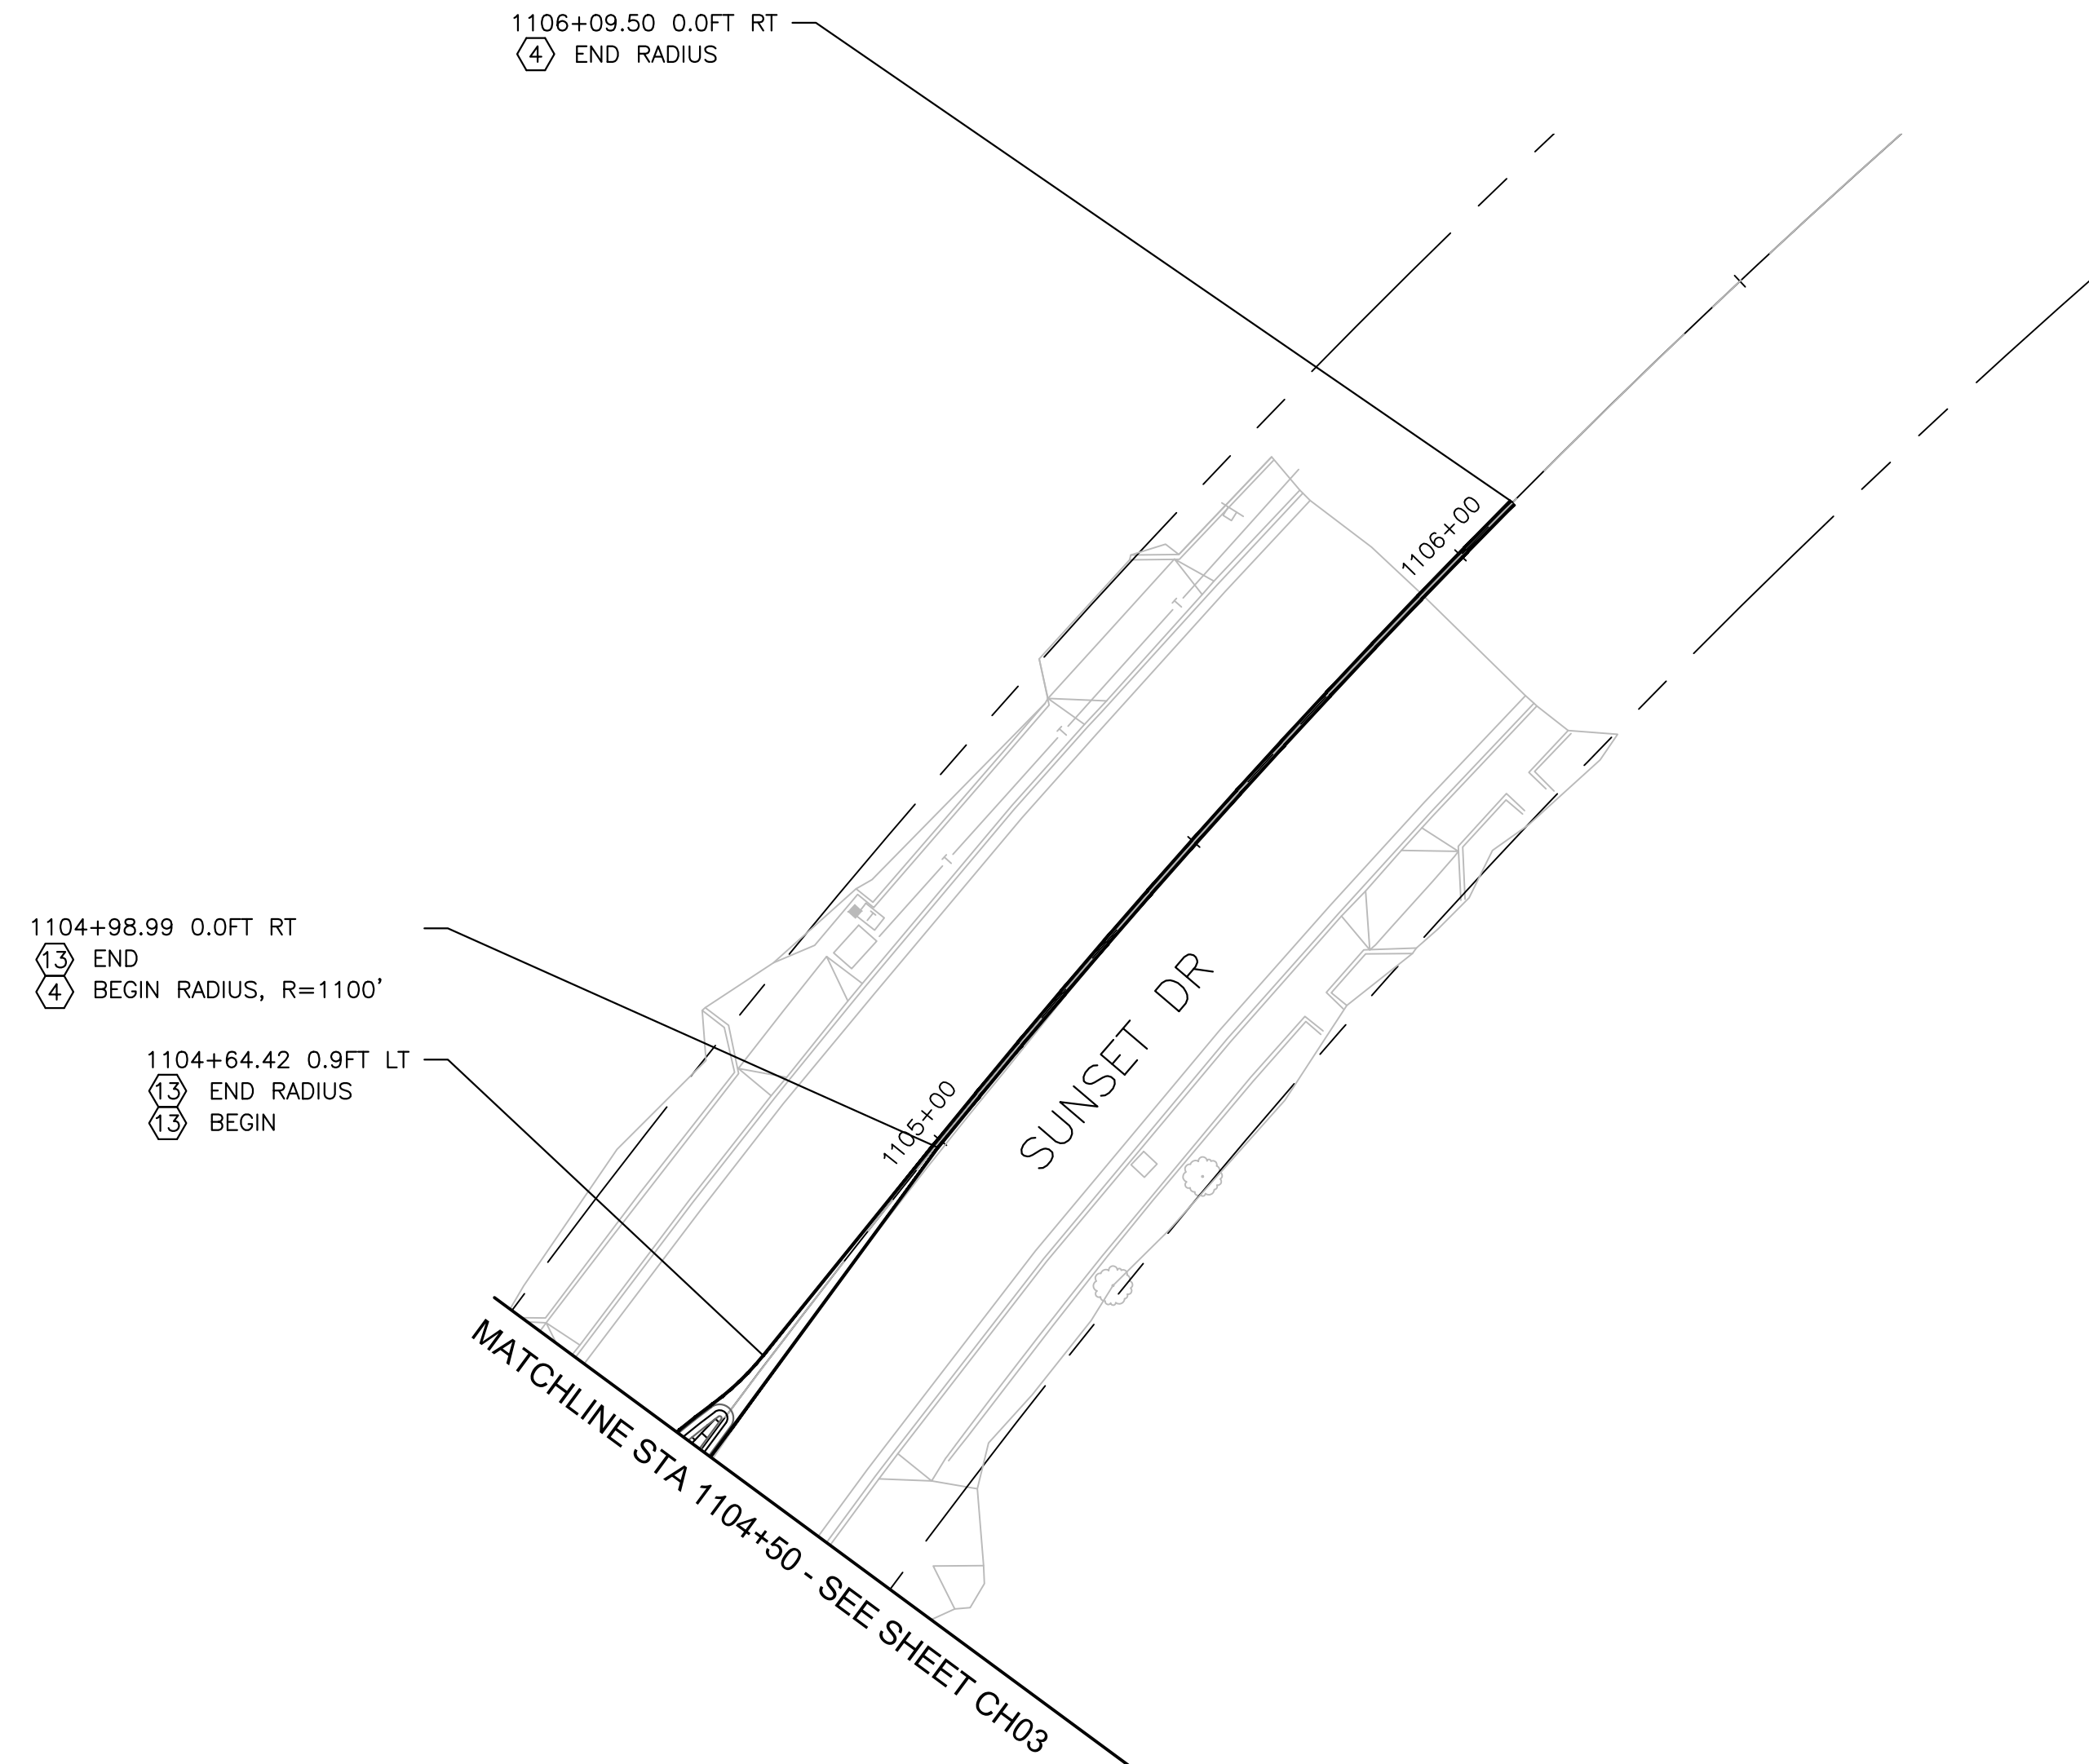 1106+09.50 0.0FT RT
4 END RADIUS
1106+00
1104+98.99 0.0FT RT
13 END
4 BEGIN RADIUS, R=1100'
1104+64.42 0.9FT LT
13 END RADIUS
13 BEGIN
1105+00
SUNSET DR
T
T
T
T
MATCHLINE STA 1104+50 - SEE SHEET CH03